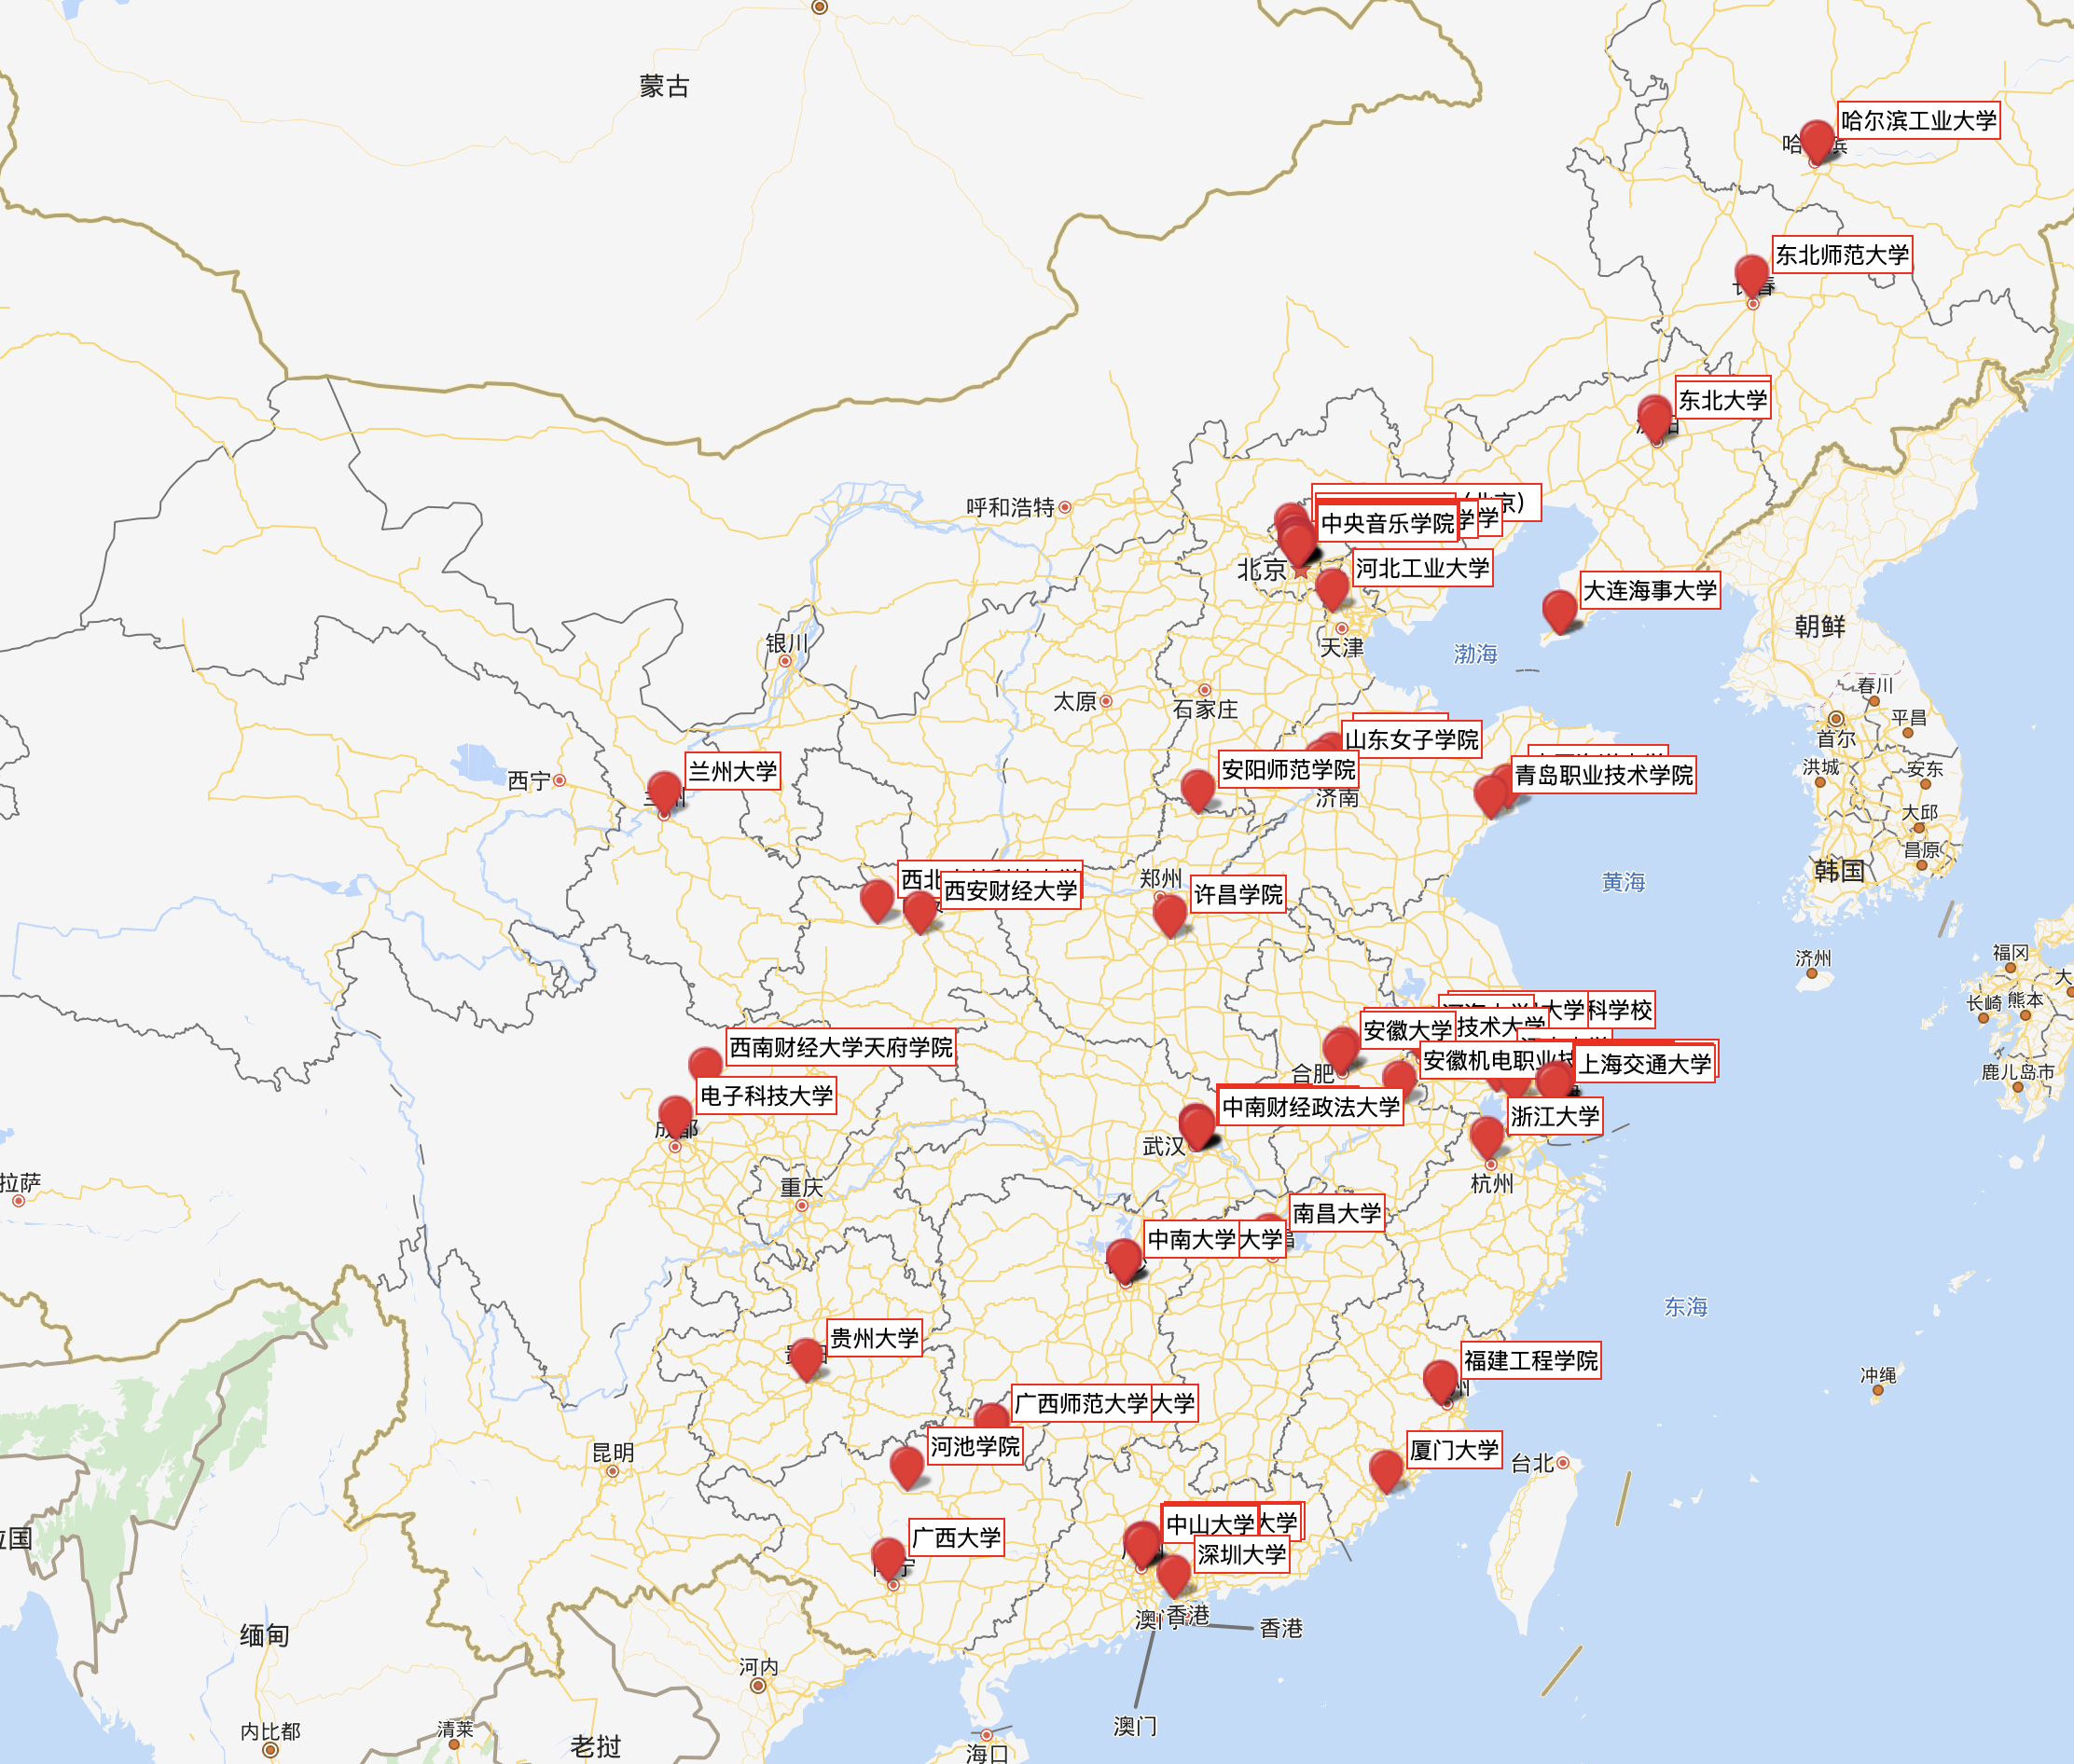 蒙古
哈尔滨工业大学
东北师范大学
东北大学
呼和浩特
(北京)
中央音乐学院
学
北京
河北工业大学
大连海事大学
朝鲜
天津
渤海
银川
春川
太原
石家庄
平昌
首尔
山东女子学院
安阳师范学院
青岛职业技术学院
洪城
安东
兰州大学
西宁
济南
大邱
昌原
韩国
西北
西安财经大学
郑州
许昌学院
黄海
福冈
济州
长崎
熊本
大
大学
科学校
安徽大学
技术大学
西南财经大学天府学院
安徽机电职业技
上海交通大学
合肥
鹿儿岛市
电子科技大学
成都
中南财经政法大学
浙江大学
武汉
杭州
拉萨
重庆
南昌大学
中南大学
大学
东海
贵州大学
福建工程学院
冲绳
广西师范大学
大学
河池学院
昆明
厦门大学
台北
中山大学
大学
广西大学
深圳大学
香港
澳门
香港
缅甸
河内
内比都
清莱
老挝
澳门
海口